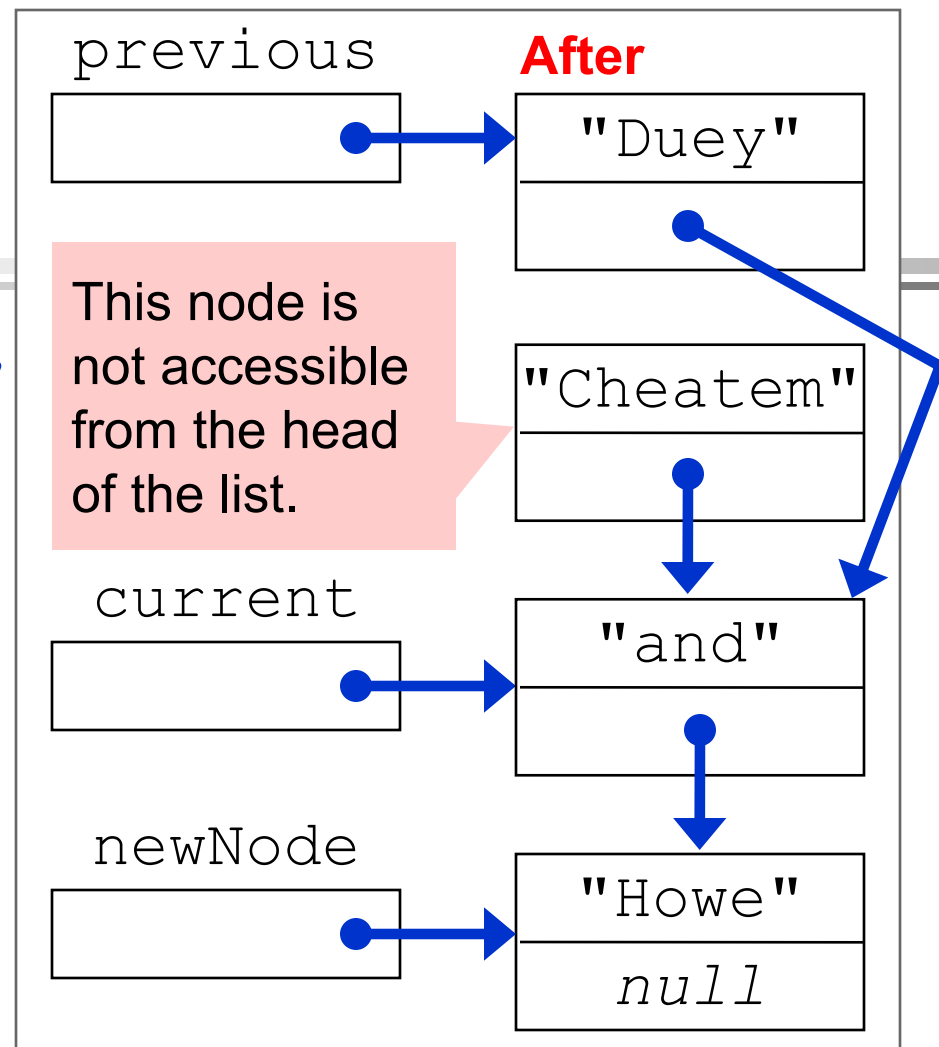 previous
After
"Duey"
This node is
not accessible
from the head
of the list.
"Cheatem"
current
"and"
newNode
"Howe"
null